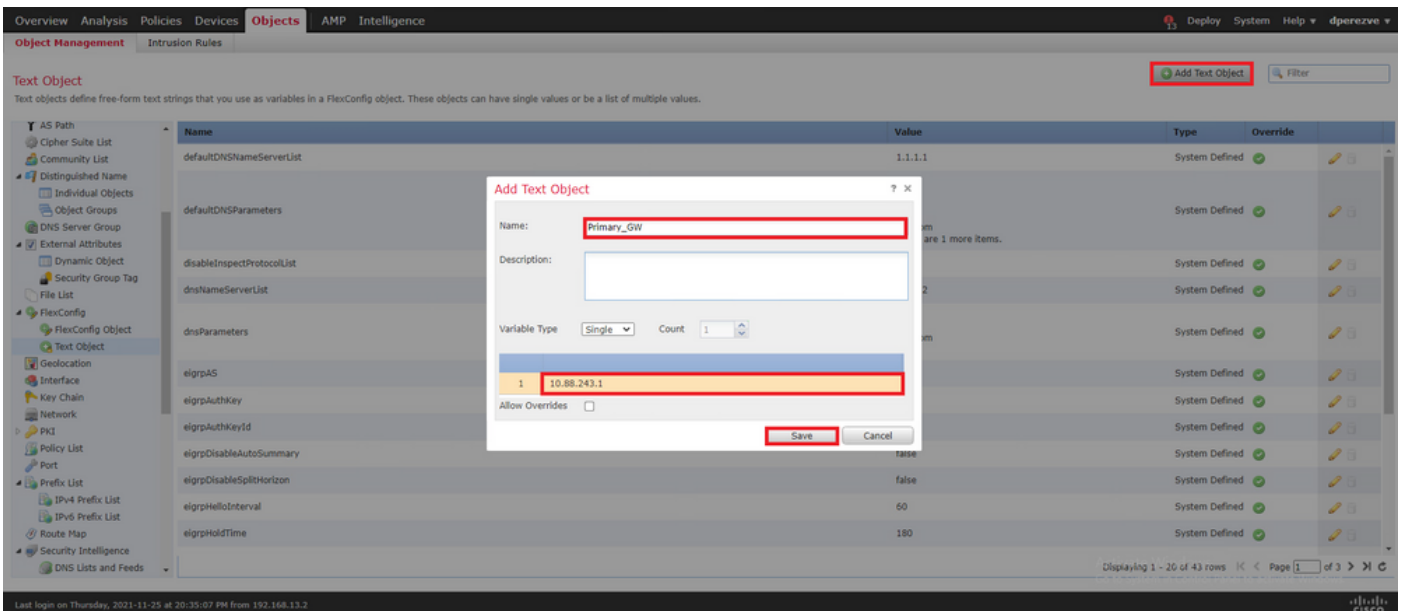 Overview Analysis Policies Devices Objects AMP Intelligence 13 Deploy System Help dperezve
Object Management Intrusion Rules
Text Object
Add Text Object Filter
Text objects define free-form text strings that you use as variables in a FlexConfig object. These objects can have single values or be a list of multiple values.
AS Path
Cipher Suite List
Community List
Distinguished Name
Individual Objects
Object Groups
DNS Server Group
External Attributes
Dynamic Object
Security Group Tag
File List
FlexConfig
FlexConfig Object
Text Object
Geolocation
Interface
Key Chain
Network
PKI
Policy List
Port
Prefix List
IPv4 Prefix List
IPv6 Prefix List
Route Map
Security Intelligence
DNS Lists and Feeds
Name Value Type Override
defaultDNSNameServerList 1.1.1.1 System Defined
defaultDNSParameters System Defined
om
are 1 more items.
disableInspectProtocolList System Defined
dnsNameServerList 2 System Defined
dnsParameters System Defined
om
eigrpAS System Defined
eigrpAuthKey System Defined
eigrpAuthKeyId System Defined
eigrpDisableAutoSummary false System Defined
eigrpDisableSplitHorizon false System Defined
eigrpHelloInterval 60 System Defined
eigrpHoldTime 180 System Defined
Add Text Object ?
Name: Primary_GW
Description:
Variable Type Single Count 1
1 10.88.243.1
Allow Overrides
Save Cancel
Displaying 1 - 20 of 43 rows Page 1 of 3
Last login on Thursday, 2021-11-25 at 20:35:07 PM from 192.168.13.2
CISCO